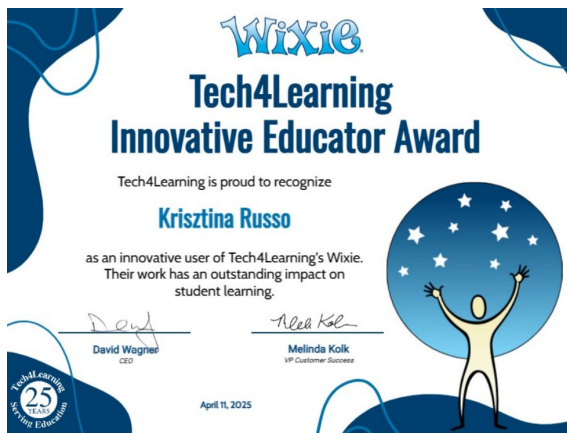 Wixie
Tech4Learning
Innovative Educator Award
Tech4Learning is proud to recognize
Krisztina Russo
as an innovative user of Tech4Learning's Wixie.
Their work has an outstanding impact on
student learning.
David Wagner
CEO
Melinda Kolk
VP Customer Success
Tech4Learning
25
YEARS
Serving Education
April 11, 2025